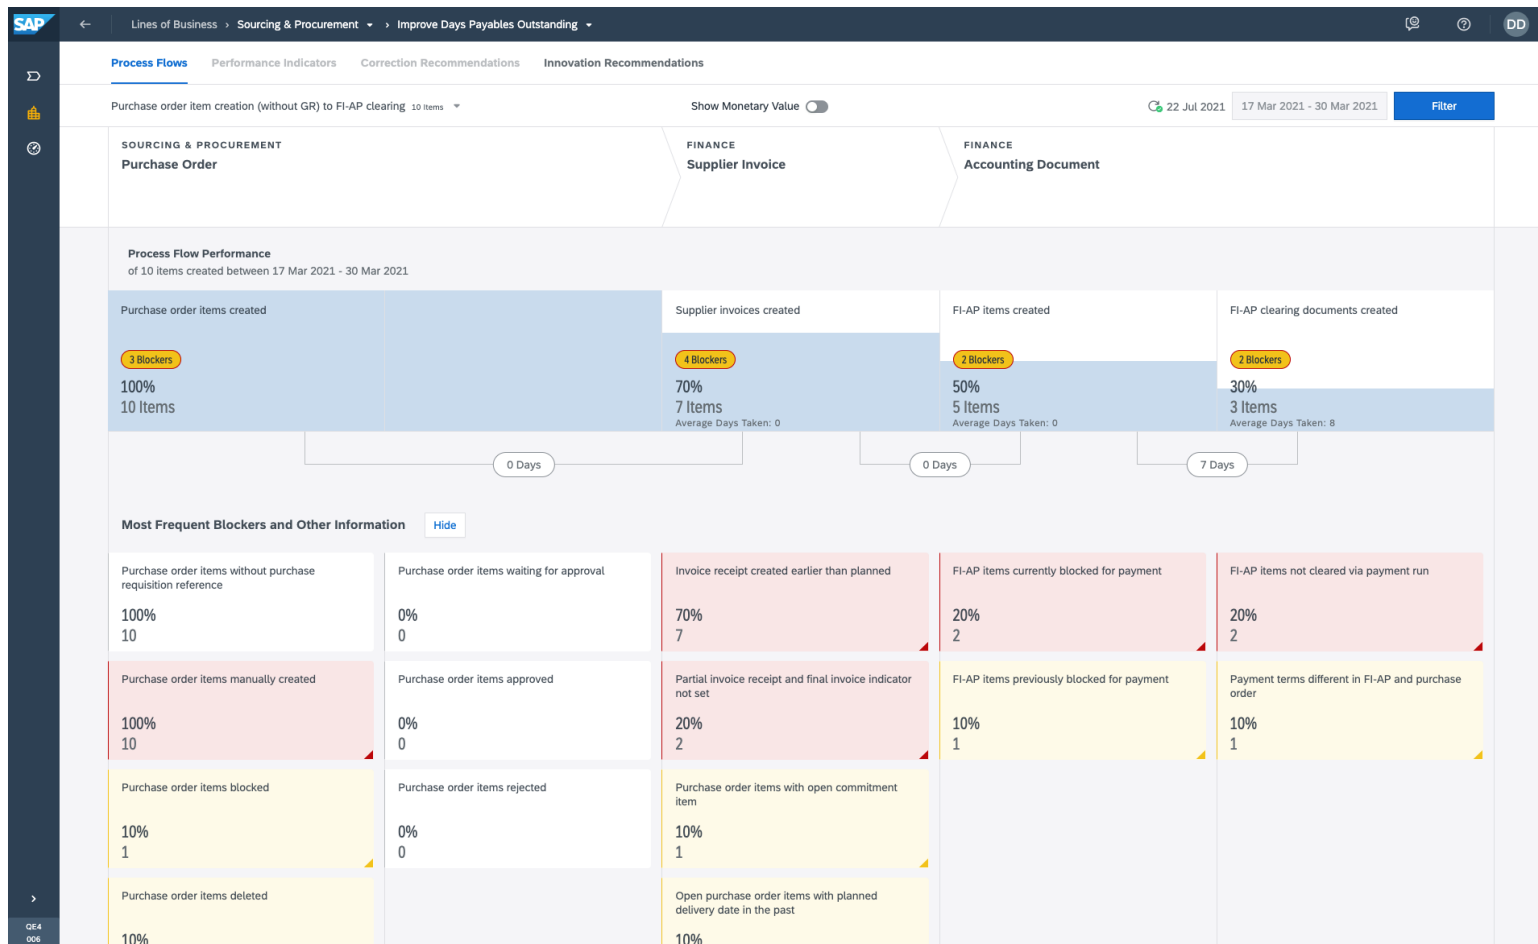 SAP
Lines of Business › Sourcing & Procurement › Improve Days Payables Outstanding
DD
Process Flows Performance Indicators Correction Recommendations Innovation Recommendations
Purchase order item creation (without GR) to FI-AP clearing 10 Items
Show Monetary Value
22 Jul 2021
17 Mar 2021 - 30 Mar 2021
Filter
SOURCING & PROCUREMENT
Purchase Order
FINANCE
Supplier Invoice
FINANCE
Accounting Document
Process Flow Performance
of 10 items created between 17 Mar 2021 - 30 Mar 2021
Purchase order items created
3 Blockers
100%
10 Items
Supplier invoices created
4 Blockers
70%
7 Items
Average Days Taken: 0
FI-AP items created
2 Blockers
50%
5 Items
Average Days Taken: 0
FI-AP clearing documents created
2 Blockers
30%
3 Items
Average Days Taken: 8
0 Days
0 Days
7 Days
Most Frequent Blockers and Other Information
Hide
Purchase order items without purchase
requisition reference
100%
10
Purchase order items waiting for approval
0%
0
Invoice receipt created earlier than planned
70%
7
FI-AP items currently blocked for payment
20%
2
FI-AP items not cleared via payment run
20%
2
Purchase order items manually created
100%
10
Purchase order items approved
0%
0
Partial invoice receipt and final invoice indicator
not set
20%
2
FI-AP items previously blocked for payment
10%
1
Payment terms different in FI-AP and purchase
order
10%
1
Purchase order items blocked
10%
1
Purchase order items rejected
0%
0
Purchase order items with open commitment
item
10%
1
Purchase order items deleted
10%
Open purchase order items with planned
delivery date in the past
10%
QE4
006